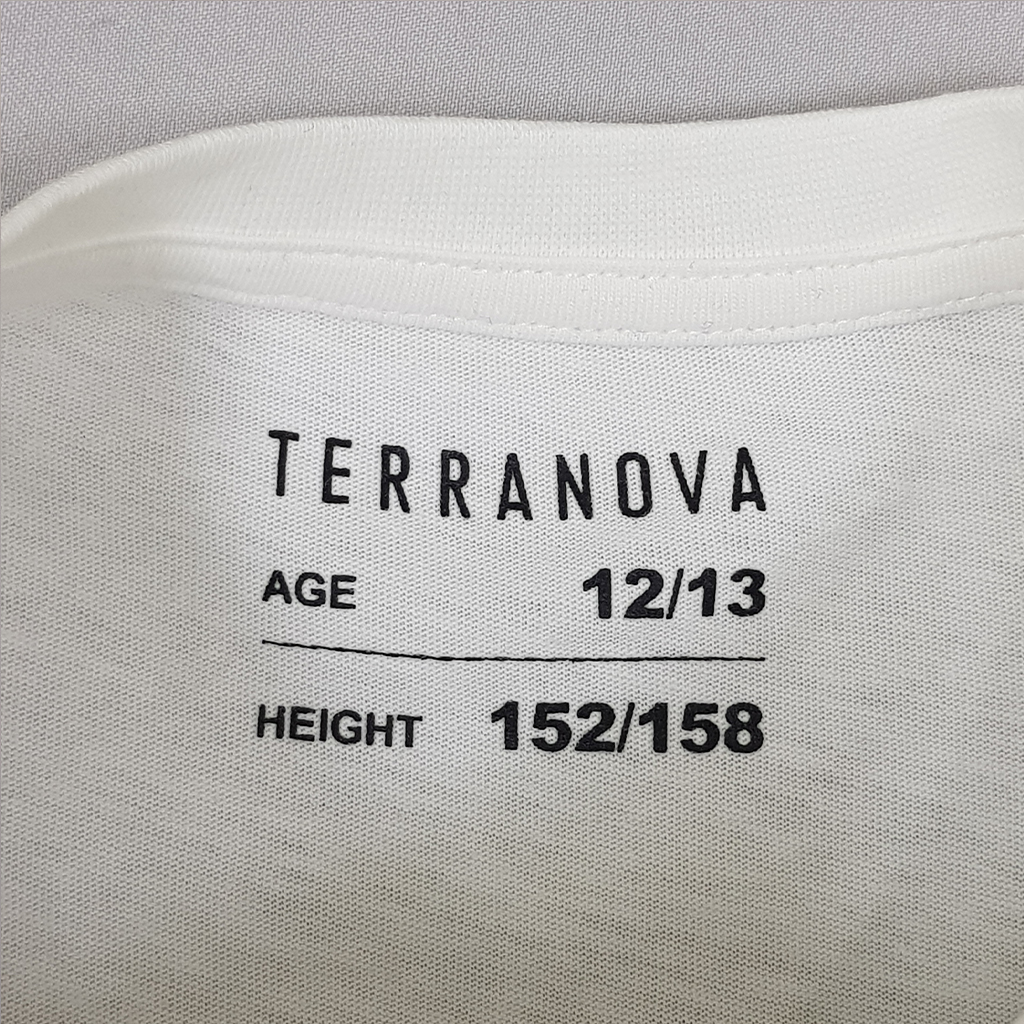 TERRANOVA
AGE 12/13
HEIGHT 152/158